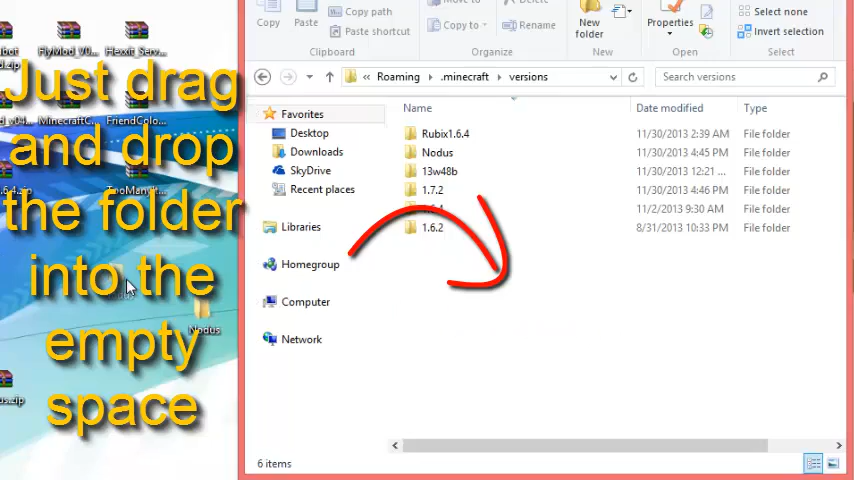 Copy
Paste
Copy path
Paste shortcut
Clipboard
Copy to
Rename
Organize
New folder
New
Properties
Open
Select none
Invert selection
Select
Roaming
.minecraft
versions
Search versions
Name
Date modified
Type
Favorites
Desktop
Downloads
SkyDrive
Recent places
Libraries
Homegroup
Computer
Network
Rubix1.6.4
11/30/2013 2:39 AM
File folder
Nodus
11/30/2013 4:45 PM
File folder
13w48b
11/30/2013 12:21 ...
File folder
1.7.2
11/30/2013 4:46 PM
File folder
11/2/2013 9:30 AM
File folder
1.6.2
8/31/2013 10:33 PM
File folder
6 items
FlyMod_V0...
Hexxit_Serv...
MinecraftC...
FriendColo...
TooManyIt...
Nodus
Just drag
and drop
the folder
into the
empty
space